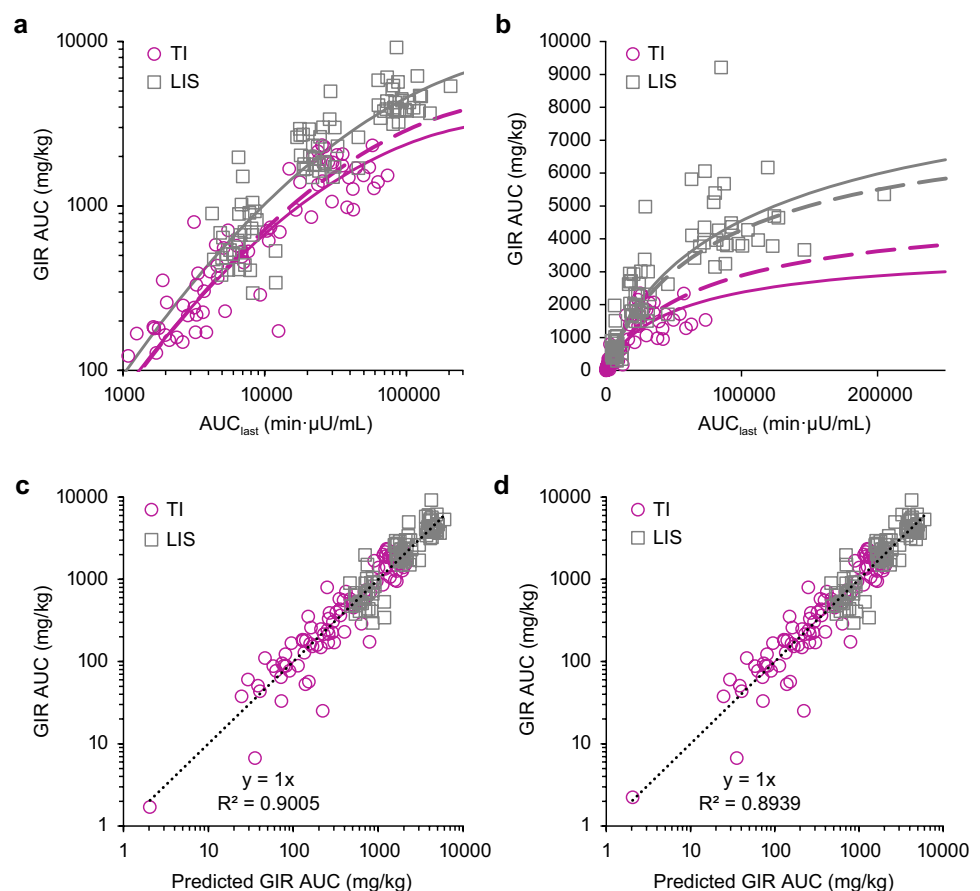 a
TI
LIS
10000
1000
100
GIR AUC (mg/kg)
1000
10000
100000
AUClast (min·µU/mL)
b
TI
LIS
10000
9000
8000
7000
6000
5000
4000
3000
2000
1000
0
GIR AUC (mg/kg)
0
100000
200000
AUClast (min·µU/mL)
c
TI
LIS
10000
1000
100
10
1
GIR AUC (mg/kg)
y = 1x
R² = 0.9005
1
10
100
1000
10000
Predicted GIR AUC (mg/kg)
d
TI
LIS
10000
1000
100
10
1
GIR AUC (mg/kg)
y = 1x
R² = 0.8939
1
10
100
1000
10000
Predicted GIR AUC (mg/kg)